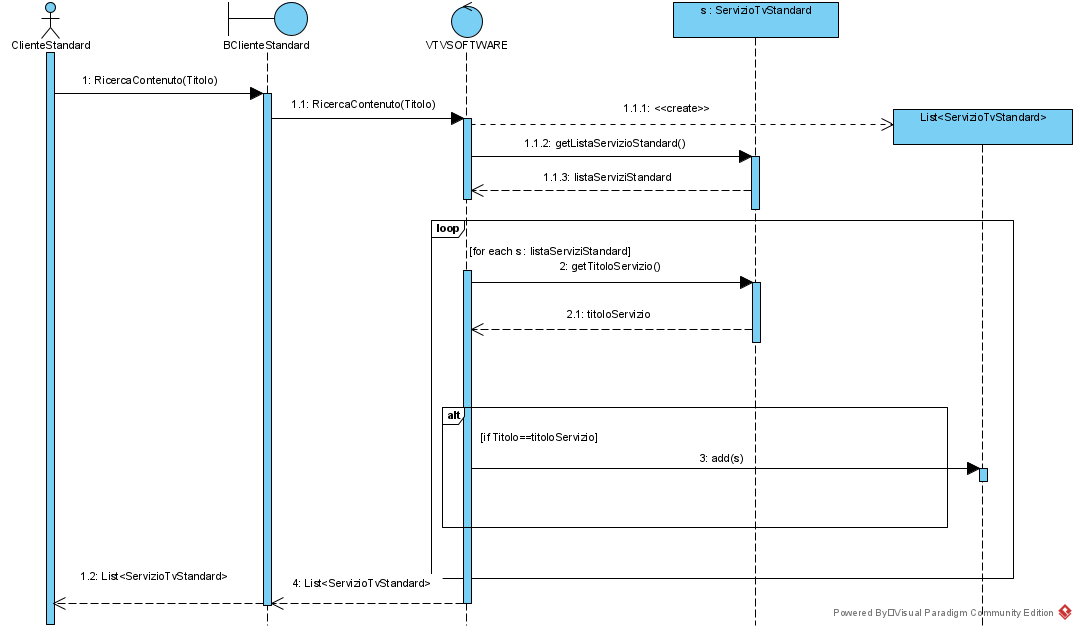 s : ServizioTvStandard
ClienteStandard
BClienteStandard
VTVSOFTWARE
1: RicercaContenuto(Titolo)
1.1: RicercaContenuto(Titolo)
1.1.1: <<create>>
List<ServizioTvStandard>
1.1.2: getListaServizioStandard()
1.1.3: listaServiziStandard
loop
[for each s : listaServiziStandard]
2: getTitoloServizio()
2.1: titoloServizio
alt
[if Titolo==titoloServizio]
3: add(s)
1.2: List<ServizioTvStandard>
4: List<ServizioTvStandard>
Powered By Visual Paradigm Community Edition